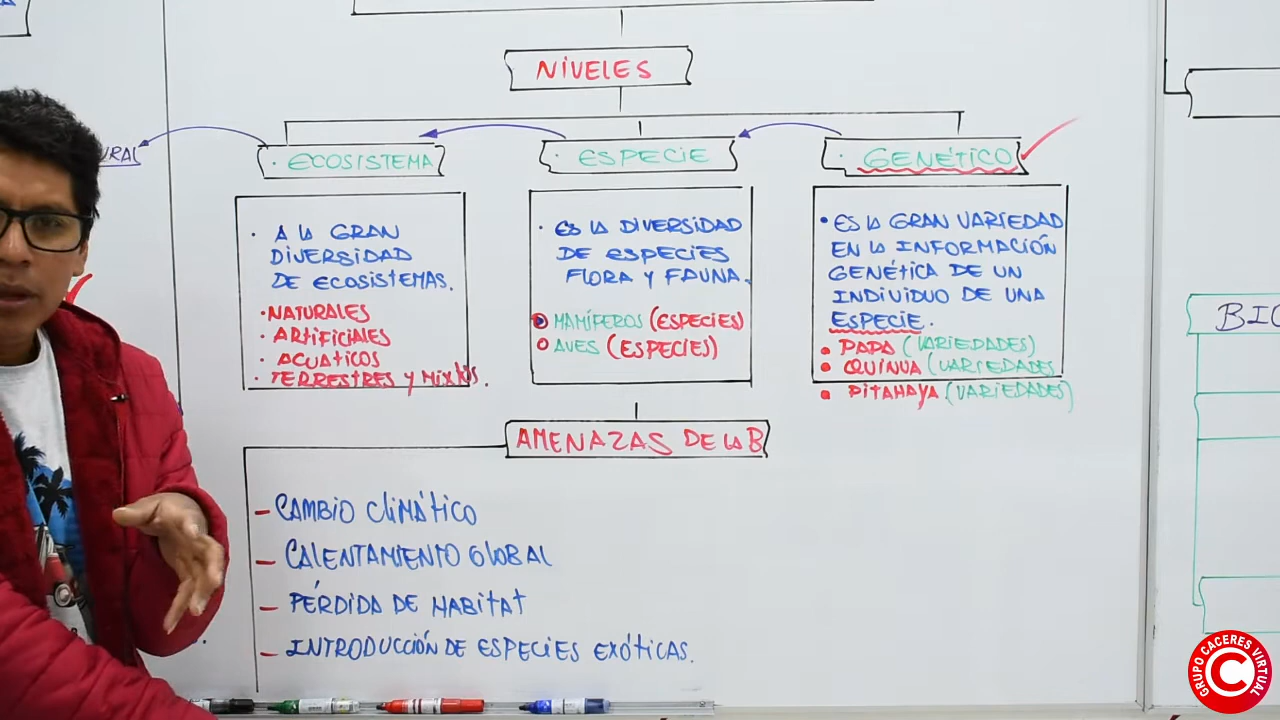 NIVELES
URAL
· ECOSISTEMA
· ESPECIE
· GENÉTICO
· A LA GRAN
DIVERSIDAD
DE ECOSISTEMAS.
· NATURALES
· ARTIFICIALES
· ACUATICOS
· TERRESTRES Y MIXTOS.
· ES LA DIVERSIDAD
DE ESPECIES
FLORA Y FAUNA.
MAMÍFEROS (ESPECIES)
AVES (ESPECIES)
• ES LA GRAN VARIEDAD
EN LA INFORMACIÓN
GENÉTICA DE UN
INDIVIDUO DE UNA
ESPECIE.
• PAPA (VARIEDADES)
• QUINUA (VARIEDADES
• PITAHAYA (VARIEDADES)
AMENAZAS DE LA B
- CAMBIO CLIMÁTICO
- CALENTAMIENTO GLOBAL
- PÉRDIDA DE HABITAT
- INTRODUCCIÓN DE ESPECIES EXÓTICAS.
BIO
GRUPO CACERES VIRTUAL
C